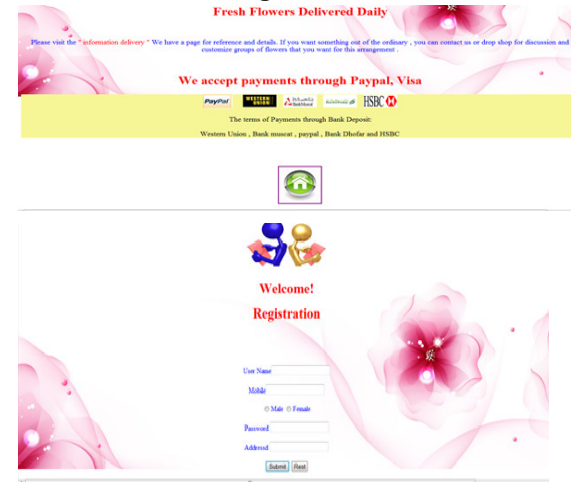 Fresh Flowers Delivered Daily
Please visit the " information delivery " We have a page for reference and details. If you want something out of the ordinary , you can contact us or drop shop for discussion and
customize groups of flowers that you want for this arrangement .
We accept payments through Paypal, Visa
PayPal WESTERN UNION BankMuscat HSBC
The terms of Payments through Bank Deposit:
Western Union , Bank muscat , paypal , Bank Dhofar and HSBC
Welcome!
Registration
User Name
Mobile
Male Female
Password
Addressd
Submit Rest